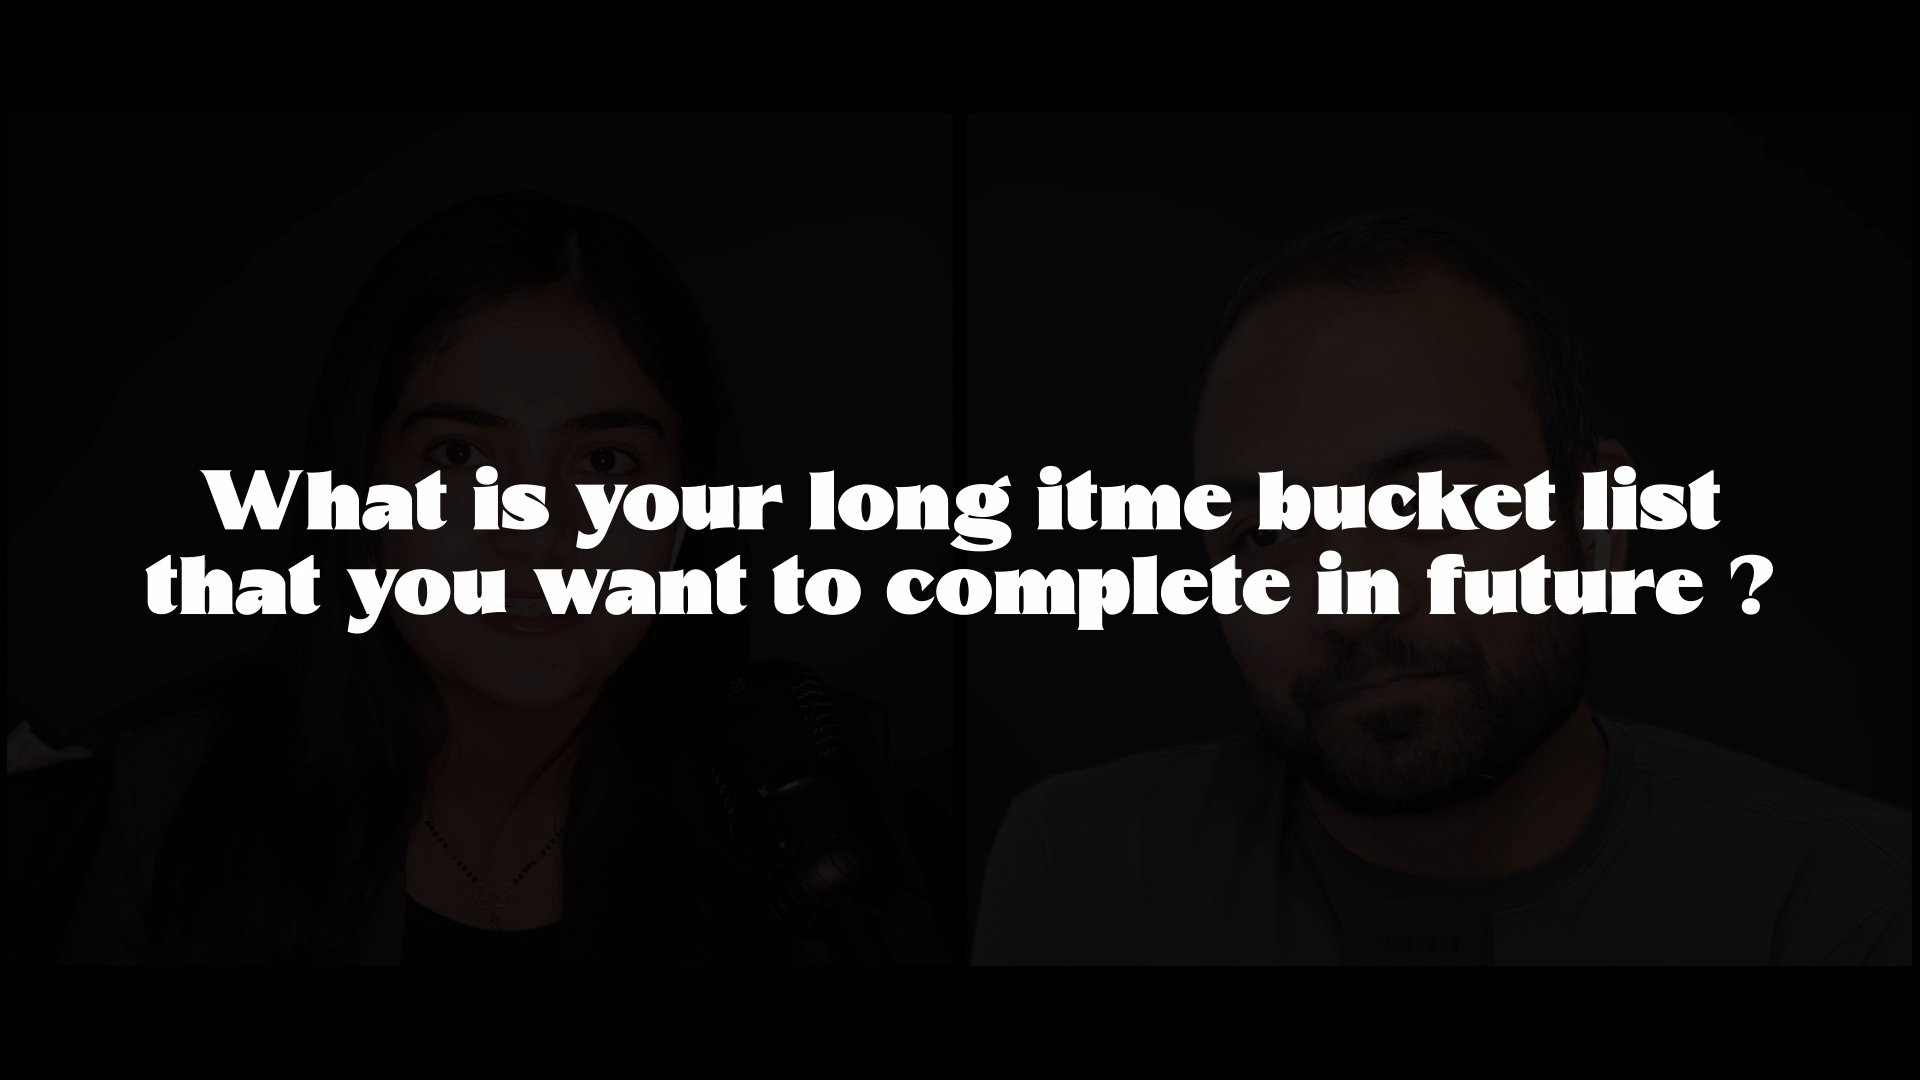 What is your long itme bucket list
that you want to complete in future ?